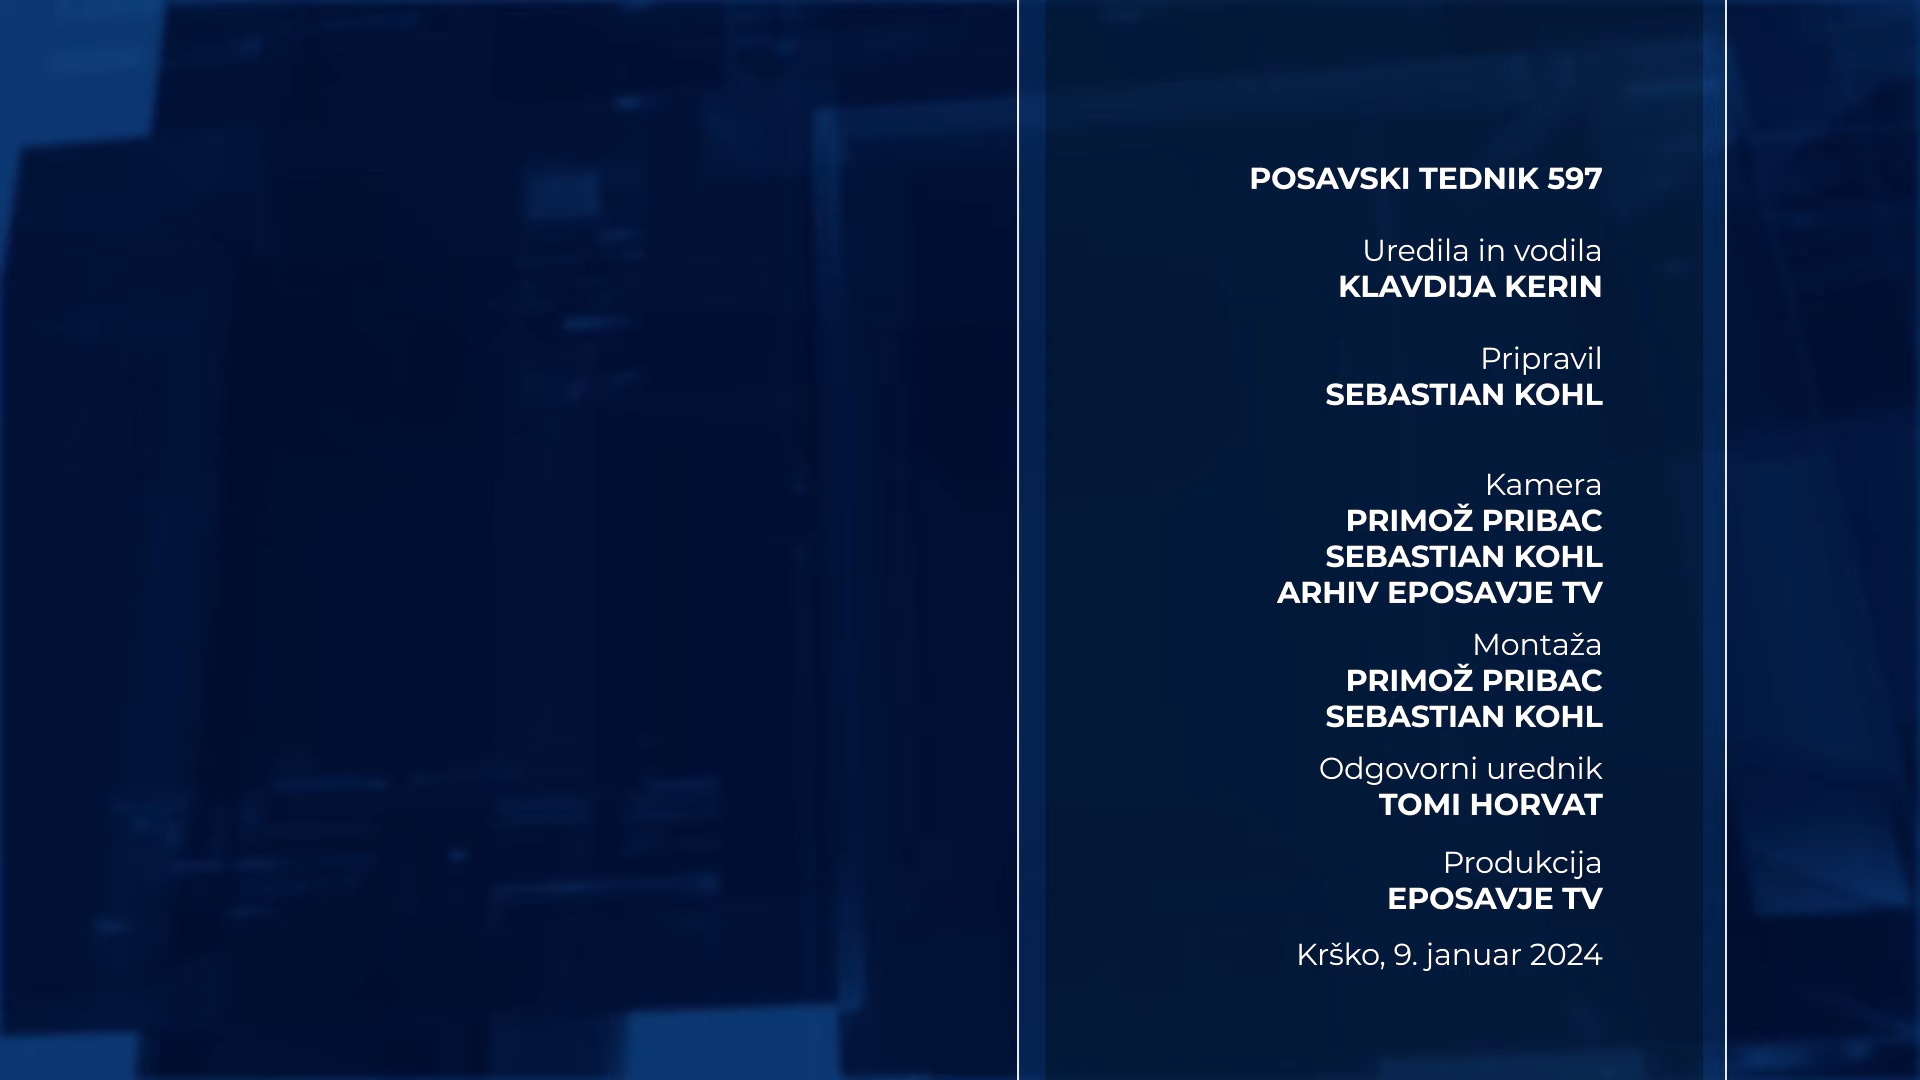 POSAVSKI TEDNIK 597
Uredila in vodila
KLAVDIJA KERIN
Pripravil
SEBASTIAN KOHL
Kamera
PRIMOŽ PRIBAC
SEBASTIAN KOHL
ARHIV EPOSAVJE TV
Montaža
PRIMOŽ PRIBAC
SEBASTIAN KOHL
Odgovorni urednik
TOMI HORVAT
Produkcija
EPOSAVJE TV
Krško, 9. januar 2024